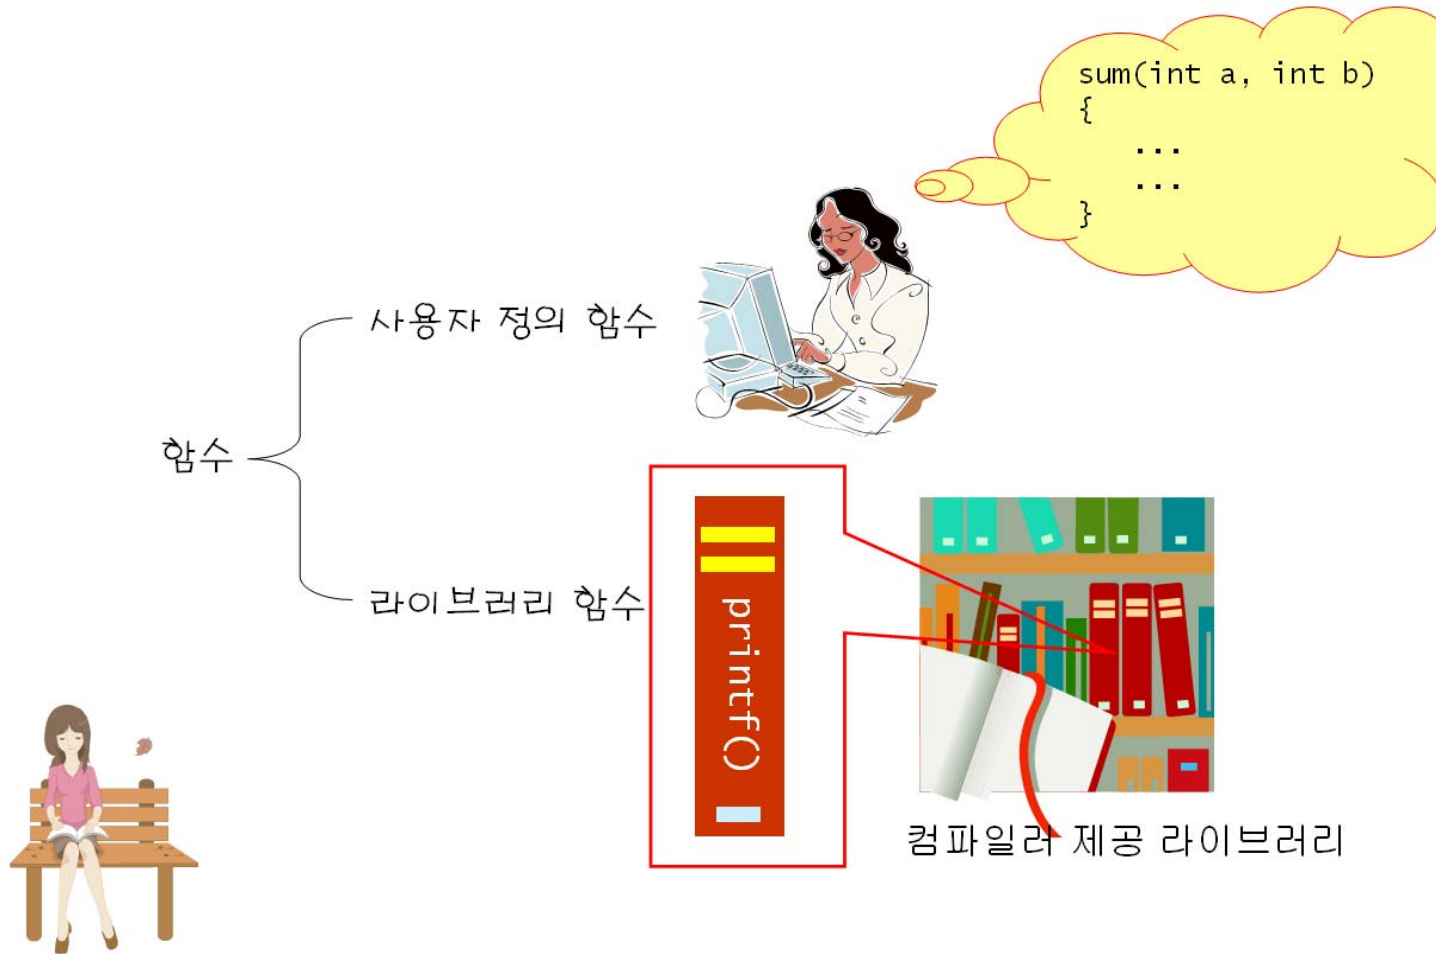 sum(int a, int b)
{
...
...
}
사용자 정의 함수
함수
라이브러리 함수
printf()
컴파일러 제공 라이브러리